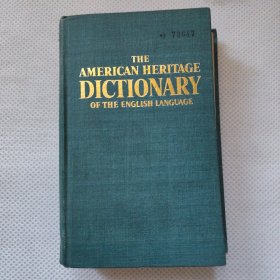 THE
AMERICAN HERITAGE
DICTIONARY
OF THE ENGLISH LANGUAGE